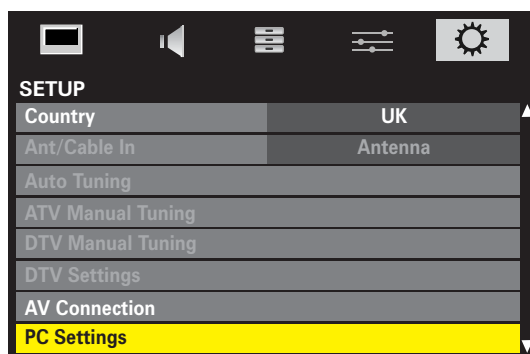 SETUP
Country UK
Ant/Cable In Antenna
Auto Tuning
ATV Manual Tuning
DTV Manual Tuning
DTV Settings
AV Connection
PC Settings